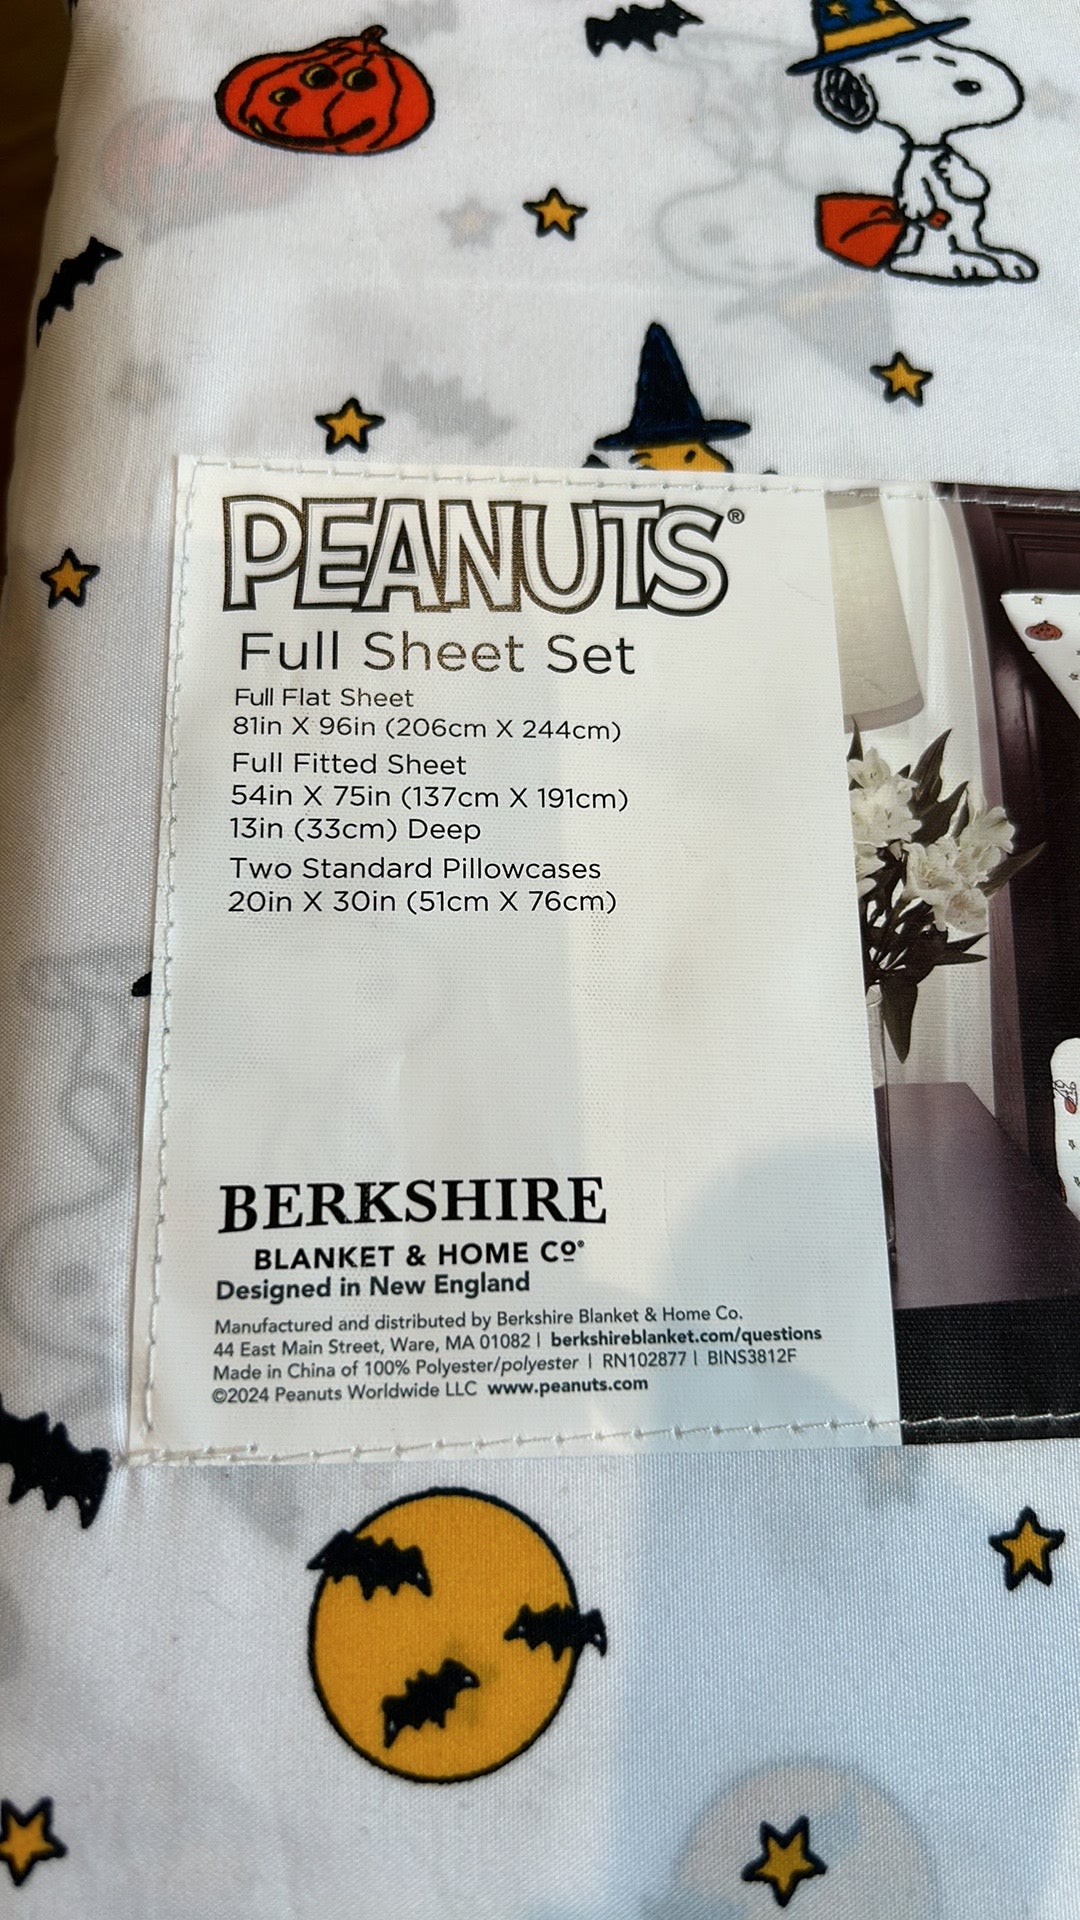 PEANUTS®
Full Sheet Set
Full Flat Sheet
81in X 96in (206cm X 244cm)
Full Fitted Sheet
54in X 75in (137cm X 191cm)
13in (33cm) Deep
Two Standard Pillowcases
20in X 30in (51cm X 76cm)
BERKSHIRE
BLANKET & HOME Cº®
Designed in New England
Manufactured and distributed by Berkshire Blanket & Home Co.
44 East Main Street, Ware, MA 01082 | berkshireblanket.com/questions
Made in China of 100% Polyester/polyester | RN102877 | BINS3812F
©2024 Peanuts Worldwide LLC www.peanuts.com